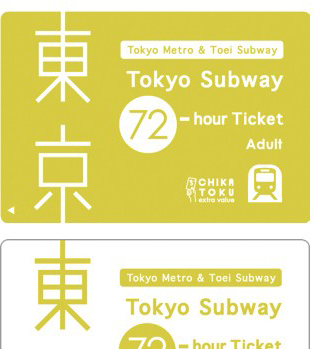 東京
Tokyo Metro & Toei Subway
Tokyo Subway
72-hour Ticket
Adult
CHIKA
TOKU
extra value
東
Tokyo Metro & Toei Subway
Tokyo Subway
72-hour Ticket